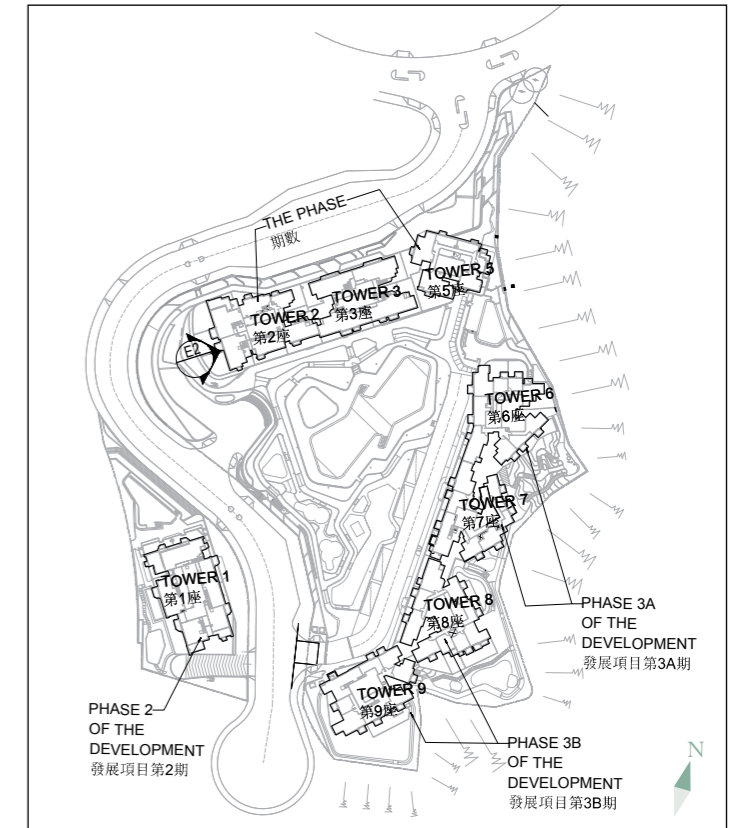 THE PHASE
期數
TOWER 5
第5座
TOWER 3
第3座
TOWER 2
第2座
E2
TOWER 6
第6座
TOWER 7
第7座
TOWER 1
第1座
TOWER 8
第8座
PHASE 3A
OF THE
DEVELOPMENT
發展項目第3A期
TOWER 9
第9座
PHASE 2
OF THE
DEVELOPMENT
發展項目第2期
PHASE 3B
OF THE
DEVELOPMENT
發展項目第3B期
N